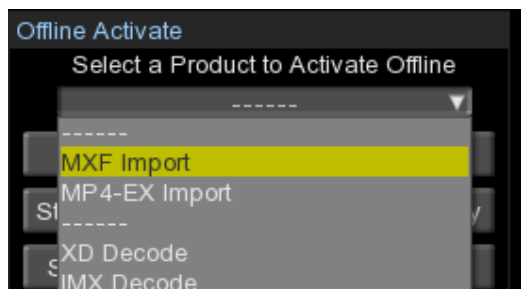 Offline Activate
Select a Product to Activate Offline
------
------
MXF Import
MP4-EX Import
------
XD Decode
IMX Decode